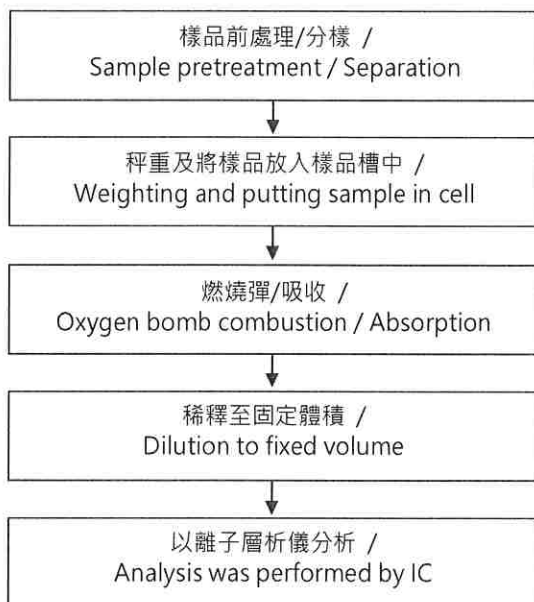 樣品前處理/分樣 /
Sample pretreatment / Separation
秤重及將樣品放入樣品槽中 /
Weighting and putting sample in cell
燃燒彈/吸收 /
Oxygen bomb combustion / Absorption
稀釋至固定體積 /
Dilution to fixed volume
以離子層析儀分析 /
Analysis was performed by IC